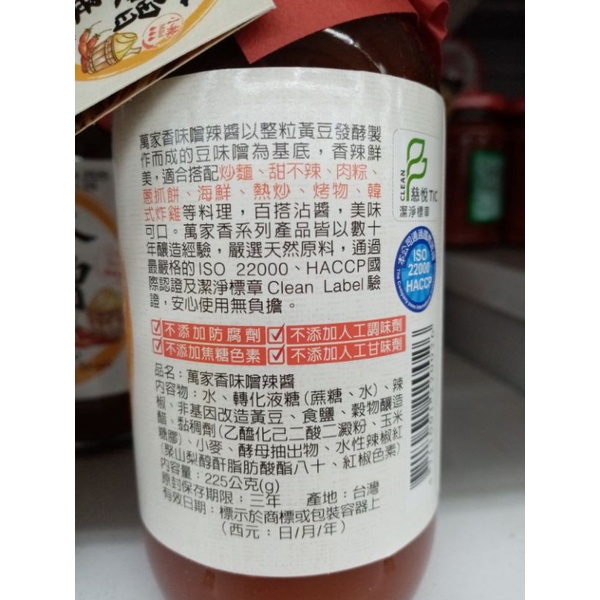 萬家香味噌辣醬以整粒黃豆發酵製
作而成的豆味噌為基底,香辣鮮
美,適合搭配炒麵、甜不辣、肉粽、
蔥抓餅、海鮮、熱炒、烤物、韓
式炸雞等料理,百搭沾醬,美味
可口。萬家香系列產品皆以數十
年釀造經驗,嚴選天然原料,通過
最嚴格的ISO 22000、HACCP國
際認證及潔淨標章Clean Label驗
證,安心使用無負擔。
CLEAN
慈悅TIC
潔淨標章
ISO
22000
HACCP
不添加防腐劑
不添加人工調味劑
不添加焦糖色素
不添加人工甘味劑
品名:萬家香味噌辣醬
內容物:水、轉化液糖(蔗糖、水)、辣
椒、非基因改造黃豆、食鹽、穀物釀造
醋、黏稠劑(乙醯化己二酸二澱粉、玉米
糖膠)、小麥、酵母抽出物、水性辣椒紅
(聚山梨醇酐脂肪酸酯八十、紅椒色素)
內容量:225公克(g)
原封保存期限:三年 產地:台灣
有效日期:標示於商標或包裝容器上
(西元:日/月/年)